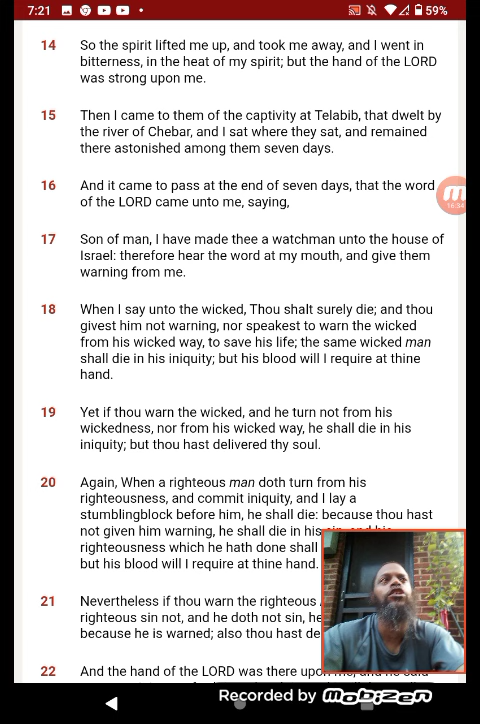 7:21
59%
14 So the spirit lifted me up, and took me away, and I went in
bitterness, in the heat of my spirit; but the hand of the LORD
was strong upon me.
15 Then I came to them of the captivity at Telabib, that dwelt by
the river of Chebar, and I sat where they sat, and remained
there astonished among them seven days.
16 And it came to pass at the end of seven days, that the word
of the LORD came unto me, saying,
17 Son of man, I have made thee a watchman unto the house of
Israel: therefore hear the word at my mouth, and give them
warning from me.
18 When I say unto the wicked, Thou shalt surely die; and thou
givest him not warning, nor speakest to warn the wicked
from his wicked way, to save his life; the same wicked man
shall die in his iniquity; but his blood will I require at thine
hand.
19 Yet if thou warn the wicked, and he turn not from his
wickedness, nor from his wicked way, he shall die in his
iniquity; but thou hast delivered thy soul.
20 Again, When a righteous man doth turn from his
righteousness, and commit iniquity, and I lay a
stumblingblock before him, he shall die: because thou hast
not given him warning, he shall die in his sin, and his
righteousness which he hath done shall
but his blood will I require at thine hand.
21 Nevertheless if thou warn the righteous
righteous sin not, and he doth not sin, he
because he is warned; also thou hast de
22 And the hand of the LORD was there upon me; and he said
Recorded by mobizen